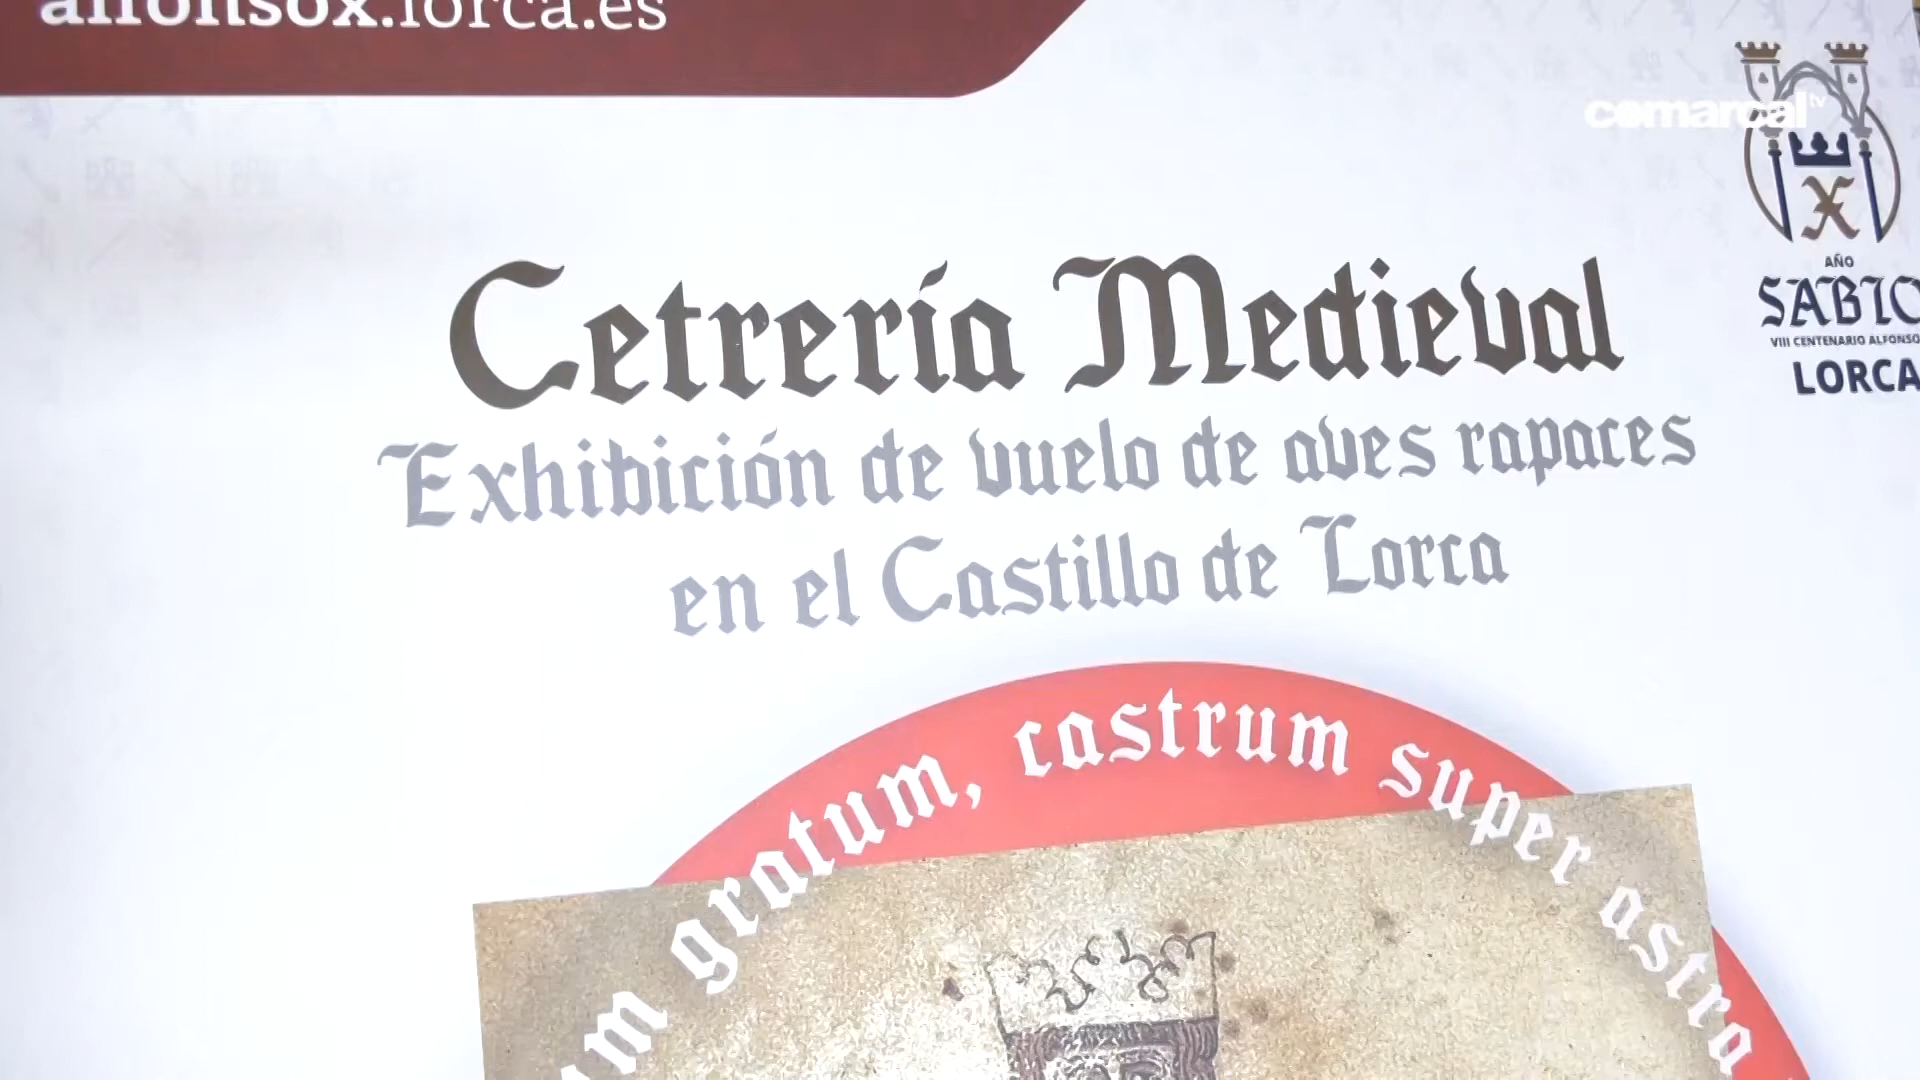 alfonsox.lorca.es
comarcal tv
X
AÑO
SABIO
VIII CENTENARIO ALFONSO
LORCA
Cetrería Medieval
Exhibición de vuelo de aves rapaces
en el Castillo de Lorca
gratum, castrum super astra